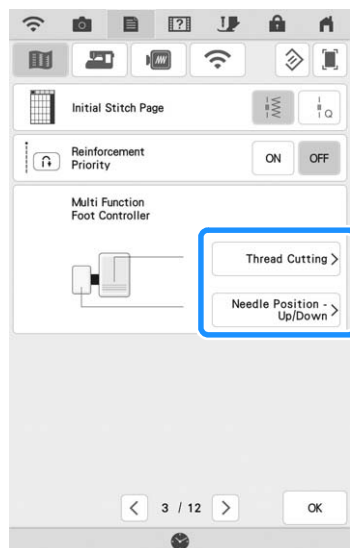 Initial Stitch Page
Q
Reinforcement
Priority
ON
OFF
Multi Function
Foot Controller
Thread Cutting >
Needle Position - >
Up/Down
< 3 / 12 >
OK